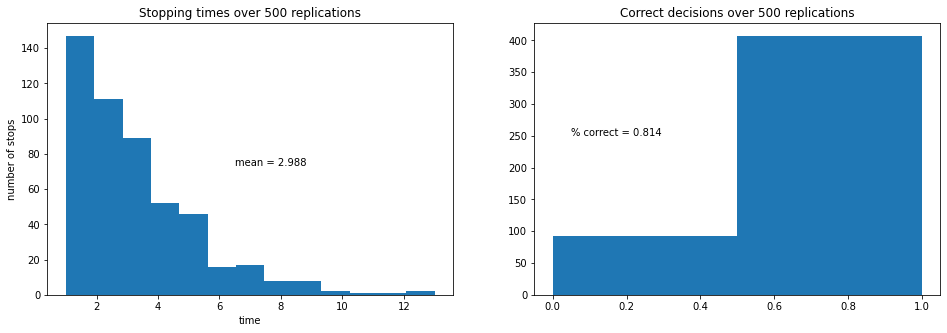 Stopping times over 500 replications
140
120
100
80
60
40
20
0
number of stops
mean = 2.988
2 4 6 8 10 12
time
Correct decisions over 500 replications
400
350
300
250
200
150
100
50
0
% correct = 0.814
0.0 0.2 0.4 0.6 0.8 1.0